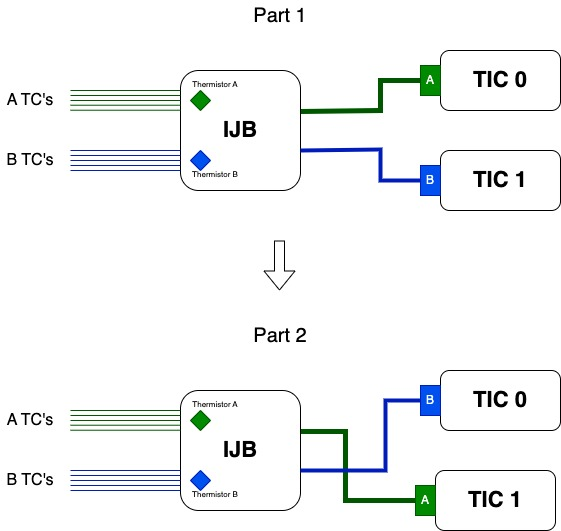 Part 1
Thermistor A
A TC's
IJB
B TC's
Thermistor B
A
TIC 0
B
TIC 1
Part 2
Thermistor A
A TC's
IJB
B TC's
Thermistor B
B
TIC 0
A
TIC 1